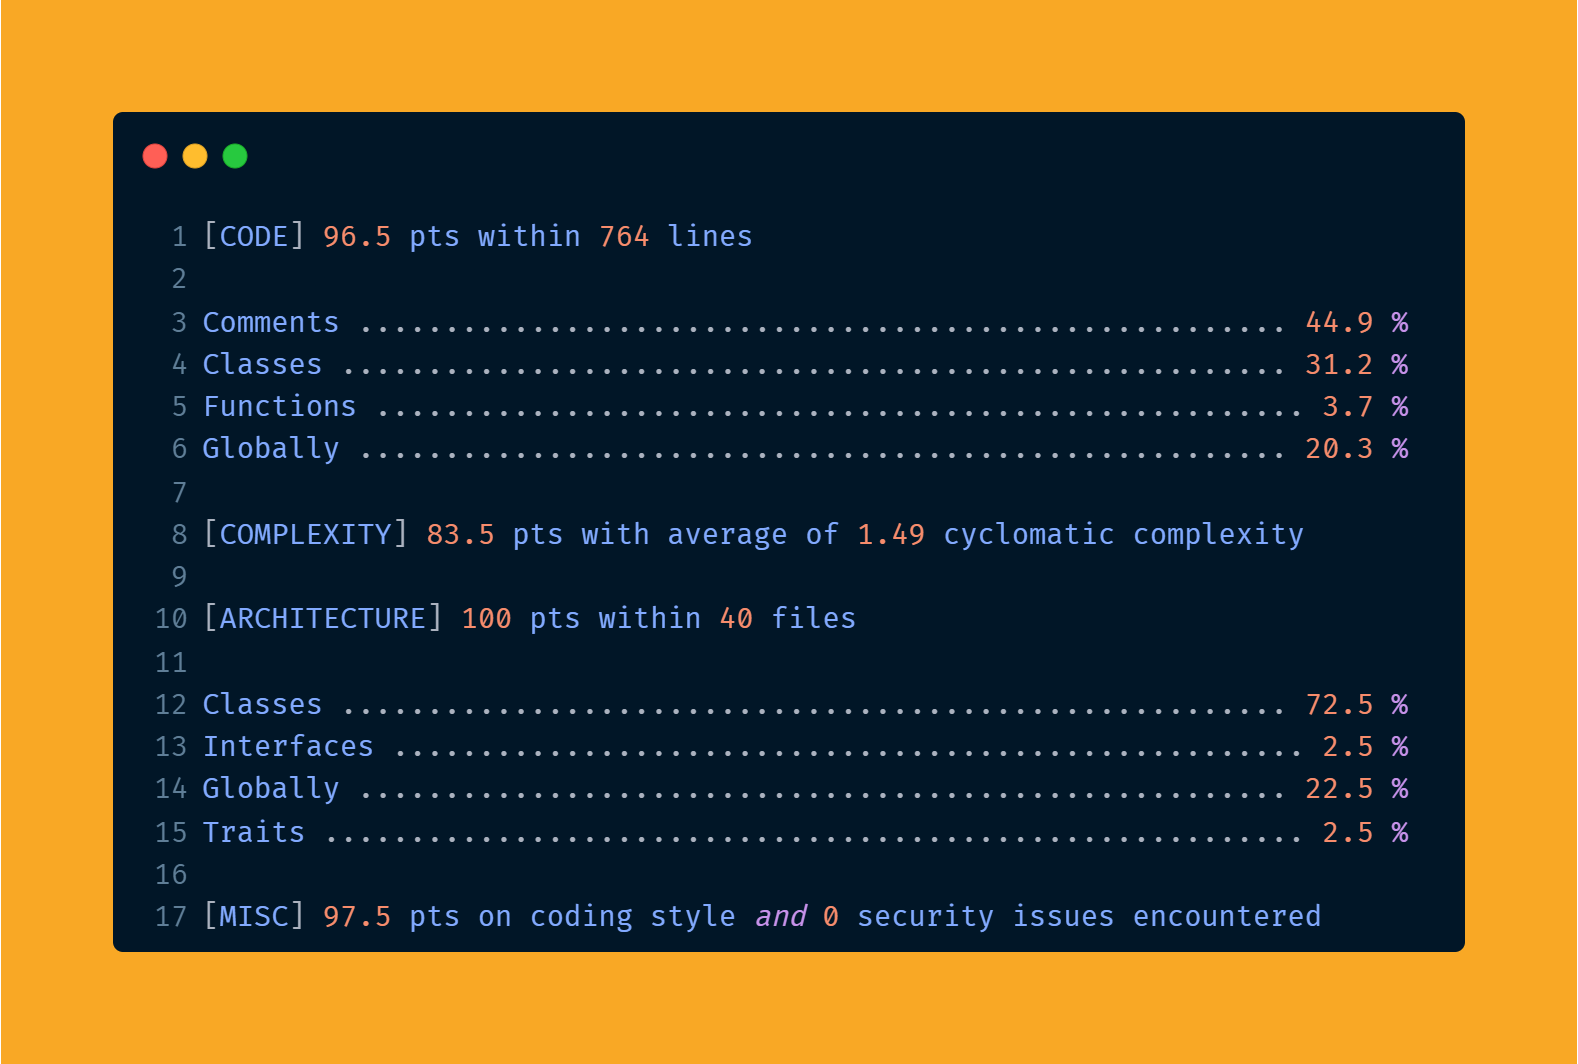 1 [CODE] 96.5 pts within 764 lines
2
3 Comments ...................................................... 44.9 %
4 Classes ....................................................... 31.2 %
5 Functions ...................................................... 3.7 %
6 Globally ...................................................... 20.3 %
7
8 [COMPLEXITY] 83.5 pts with average of 1.49 cyclomatic complexity
9
10 [ARCHITECTURE] 100 pts within 40 files
11
12 Classes ....................................................... 72.5 %
13 Interfaces ..................................................... 2.5 %
14 Globally ...................................................... 22.5 %
15 Traits ......................................................... 2.5 %
16
17 [MISC] 97.5 pts on coding style and 0 security issues encountered